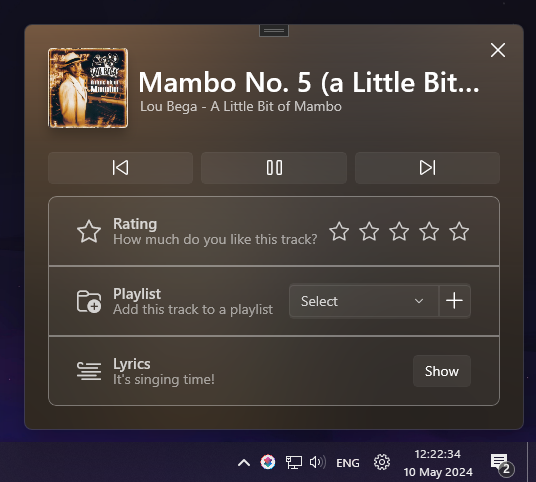 LOU BEGA
Mambo No. 5 (a Little Bit...
Lou Bega - A Little Bit of Mambo
Rating
How much do you like this track?
Playlist
Add this track to a playlist
Select
Lyrics
It's singing time!
Show
ENG
12:22:34
10 May 2024
2